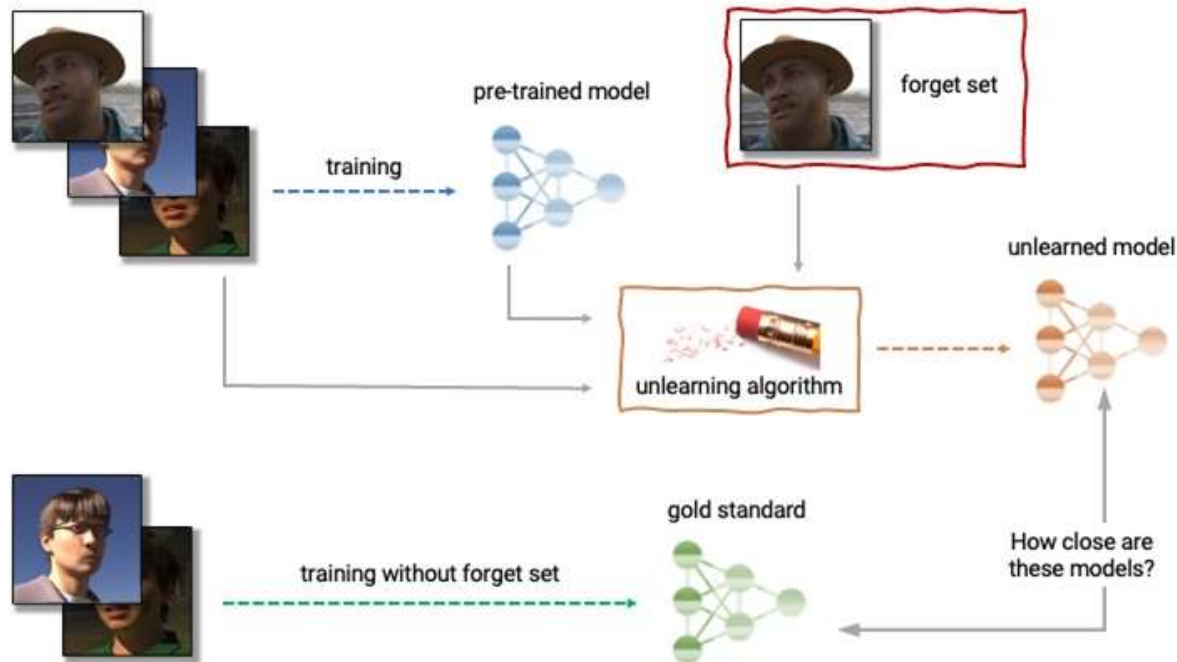 pre-trained model
forget set
training
unlearned model
unlearning algorithm
gold standard
training without forget set
How close are
these models?